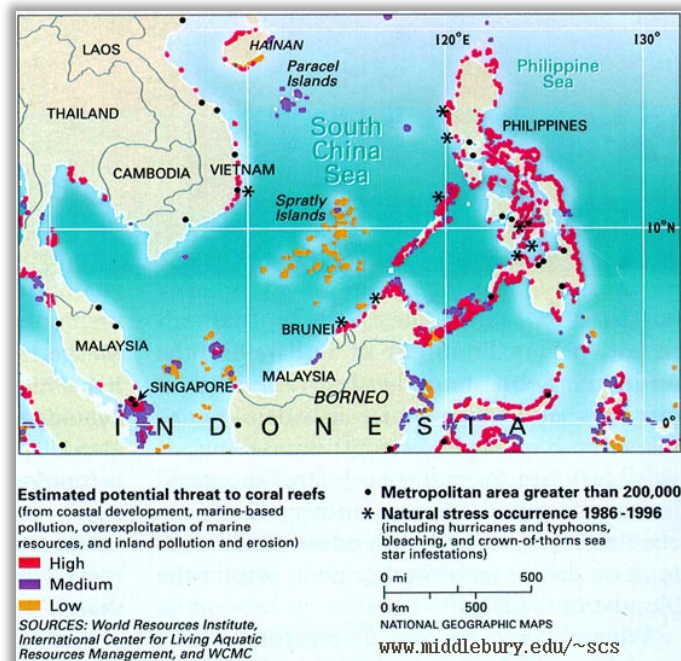 LAOS
HAINAN
120°E
130°
Paracel
Islands
Philippine
Sea
THAILAND
South
China
Sea
PHILIPPINES
CAMBODIA
VIETNAM
Spratly
Islands
10°N
BRUNEI
MALAYSIA
MALAYSIA
SINGAPORE
BORNEO
INDONESIA
0°
Estimated potential threat to coral reefs
(from coastal development, marine-based
pollution, overexploitation of marine
resources, and inland pollution and erosion)
High
Medium
Low
SOURCES: World Resources Institute,
International Center for Living Aquatic
Resources Management, and WCMC
• Metropolitan area greater than 200,000
* Natural stress occurrence 1986-1996
(including hurricanes and typhoons,
bleaching, and crown-of-thorns sea
star infestations)
0 mi 500
0 km 500
NATIONAL GEOGRAPHIC MAPS
www.middlebury.edu/~scs